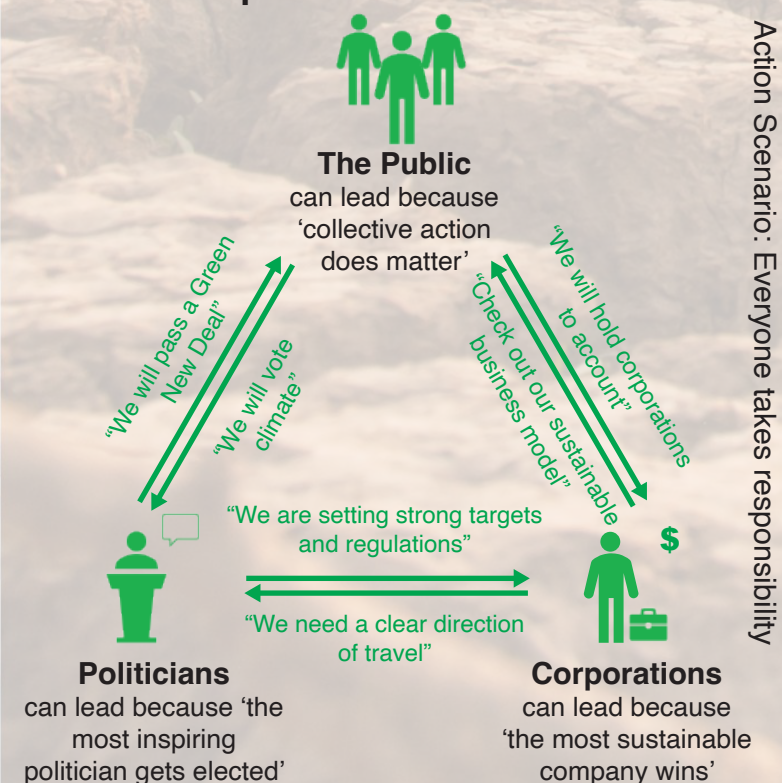 The Public
can lead because
‘collective action
does matter’
“We will pass a Green
New Deal”
“We will vote
climate”
“We will hold corporations
to account”
“Check out our sustainable
business model”
“We are setting strong targets
and regulations”
“We need a clear direction
of travel”
$
Politicians
can lead because ‘the
most inspiring
politician gets elected’
Corporations
can lead because
‘the most sustainable
company wins’
Action Scenario: Everyone takes responsibility